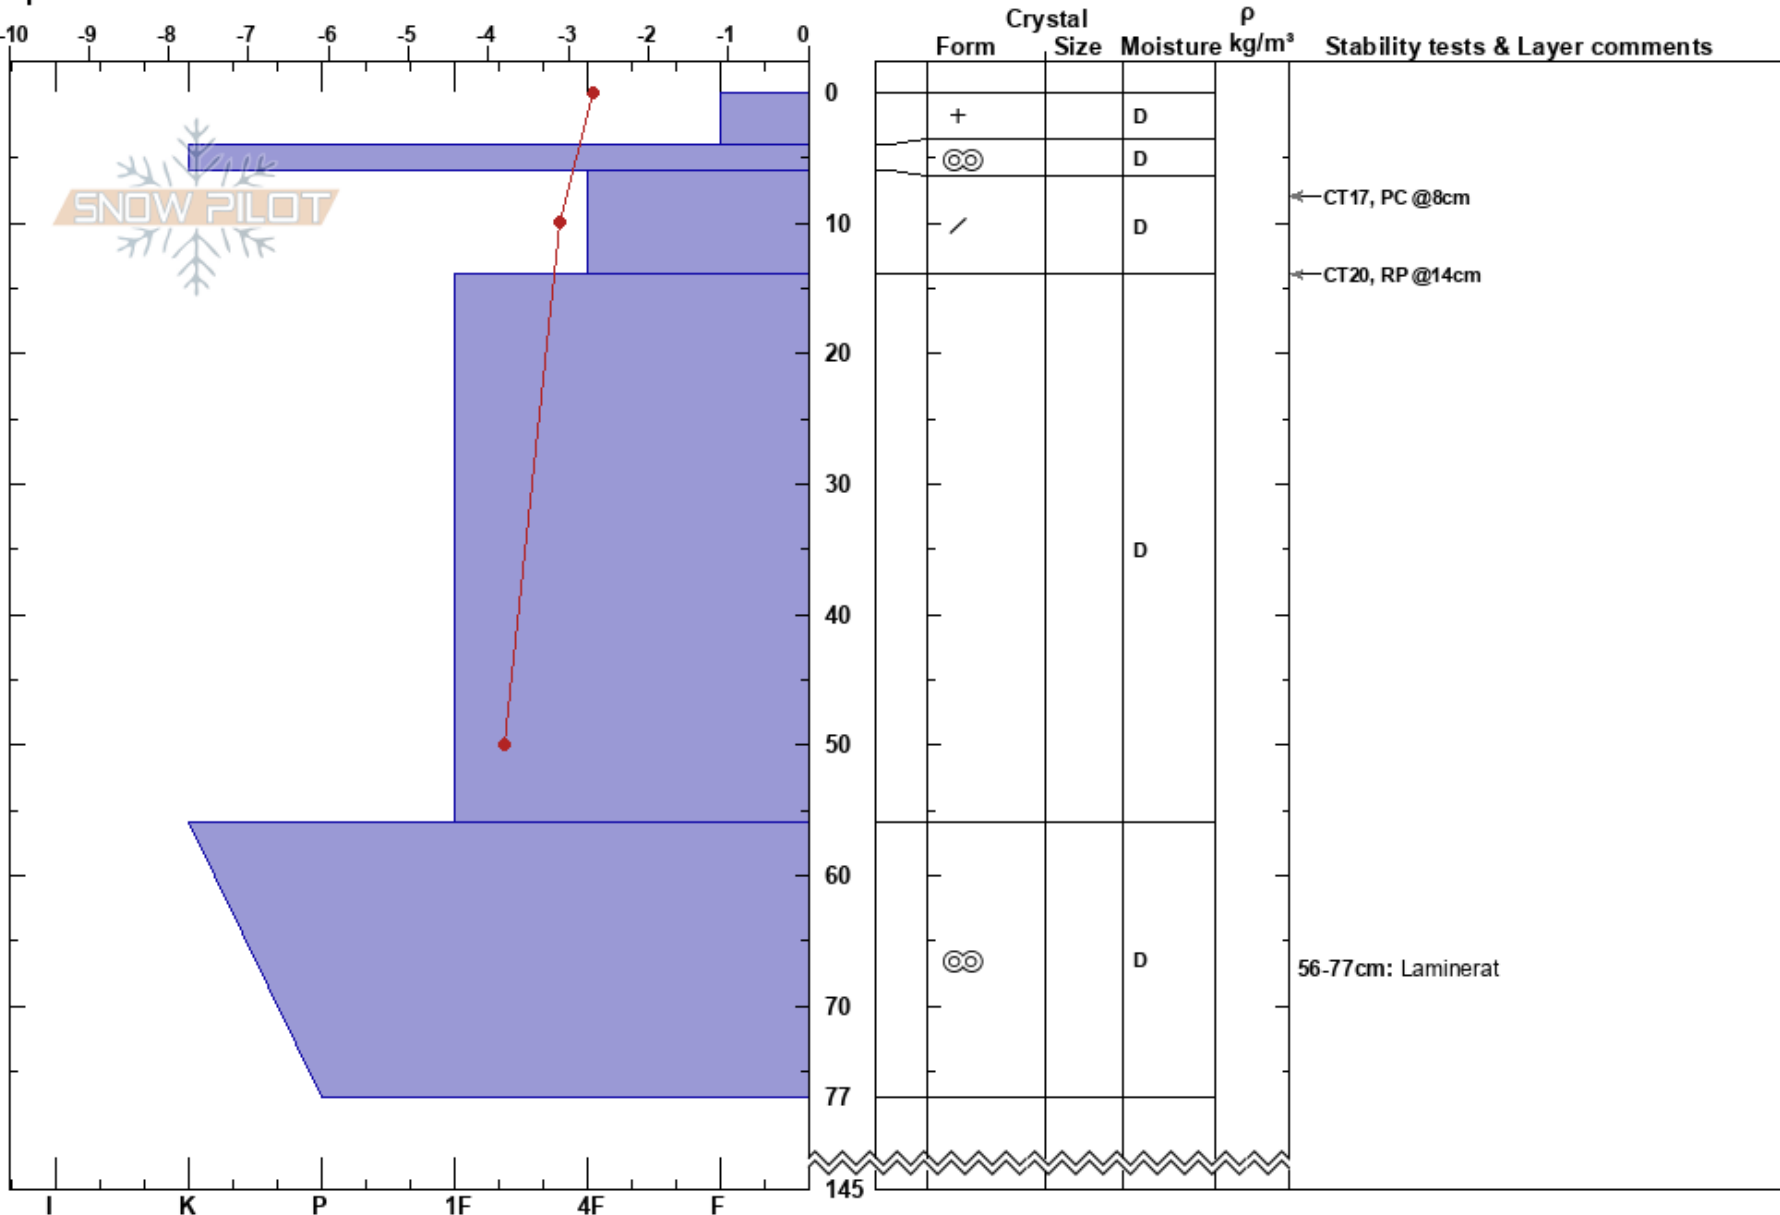 Crystal ρ
-10 -9 -8 -7 -6 -5 -4 -3 -2 -1 0 Form Size Moisture kg/m³ Stability tests & Layer comments
0
+ D
D
CT17, PC @8cm
10 D
CT20, RP @14cm
20
30
D
40
50
60
D 56-77cm: Laminerat
70
77
145
I K P 1F 4F F
SNOW PILOT